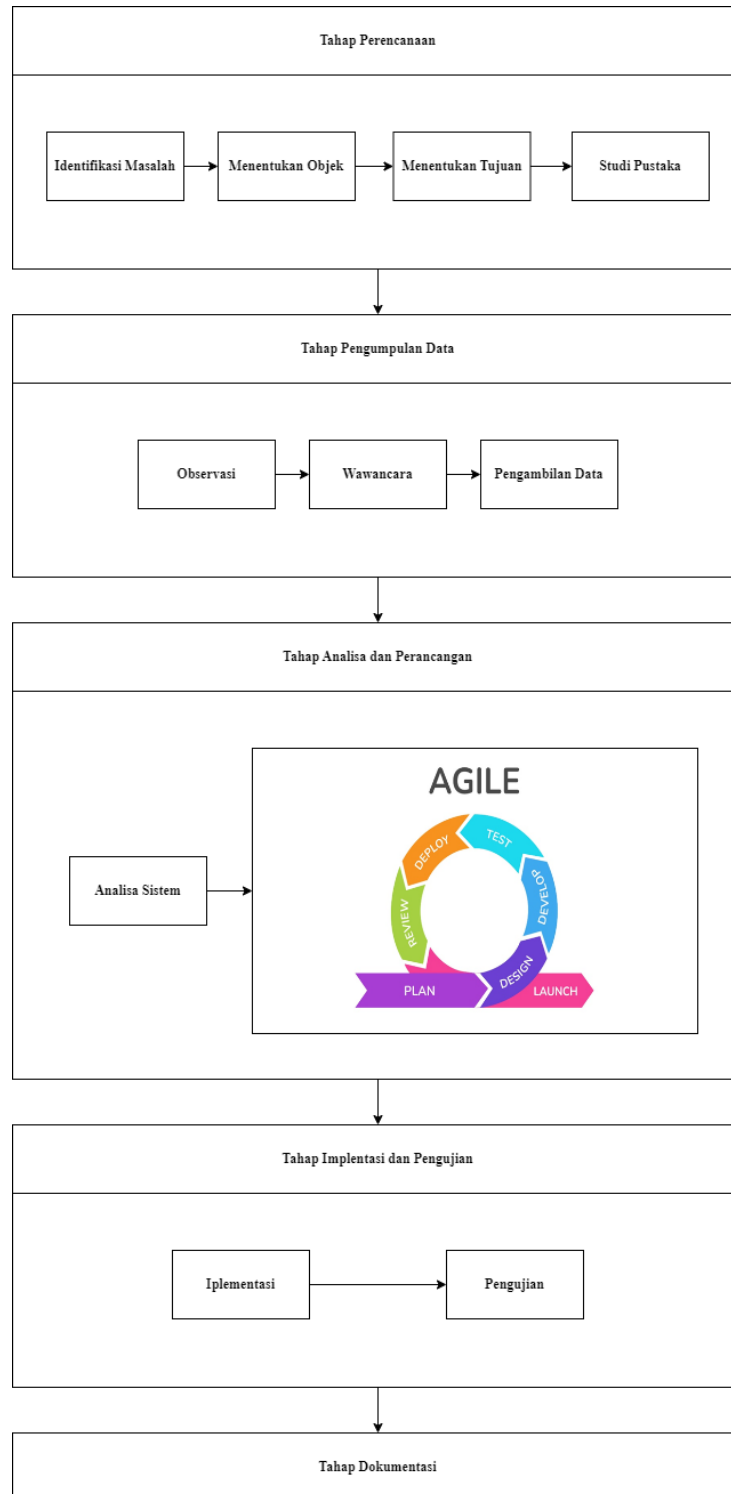 Tahap Perencanaan
Identifikasi Masalah
Menentukan Objek
Menentukan Tujuan
Studi Pustaka
Tahap Pengumpulan Data
Observasi
Wawancara
Pengambilan Data
Tahap Analisa dan Perancangan
Analisa Sistem
AGILE
PLAN
DESIGN
DEVELOP
TEST
DEPLOY
REVIEW
LAUNCH
Tahap Implentasi dan Pengujian
Iplementasi
Pengujian
Tahap Dokumentasi